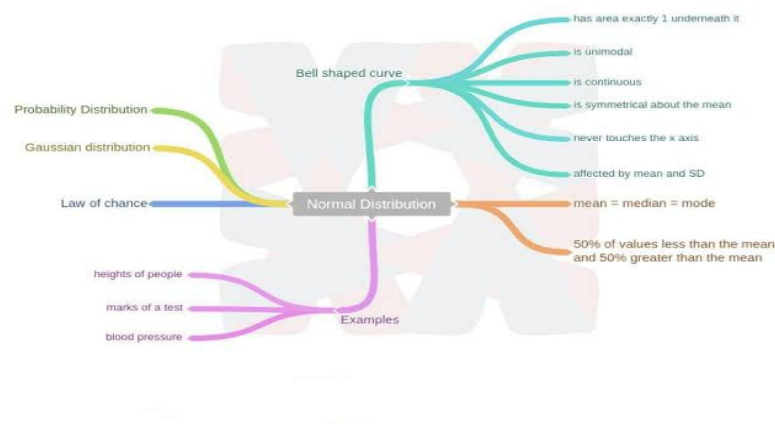 has area exactly 1 underneath it
is unimodal
Bell shaped curve
is continuous
is symmetrical about the mean
Probability Distribution
never touches the x axis
Gaussian distribution
affected by mean and SD
Law of chance
Normal Distribution
mean = median = mode
50% of values less than the mean
and 50% greater than the mean
heights of people
marks of a test
Examples
blood pressure